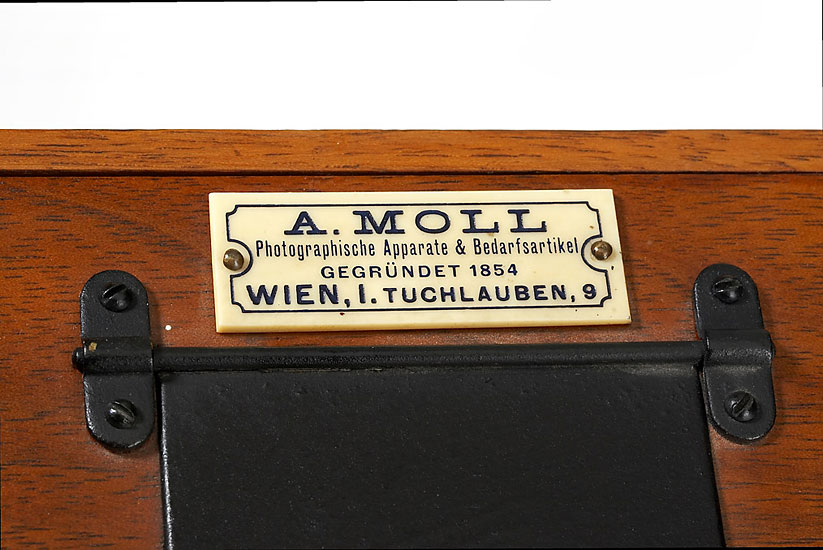 A. MOLL
Photographische Apparate & Bedarfsartikel
GEGRÜNDET 1854
WIEN, I. TUCHLAUBEN, 9